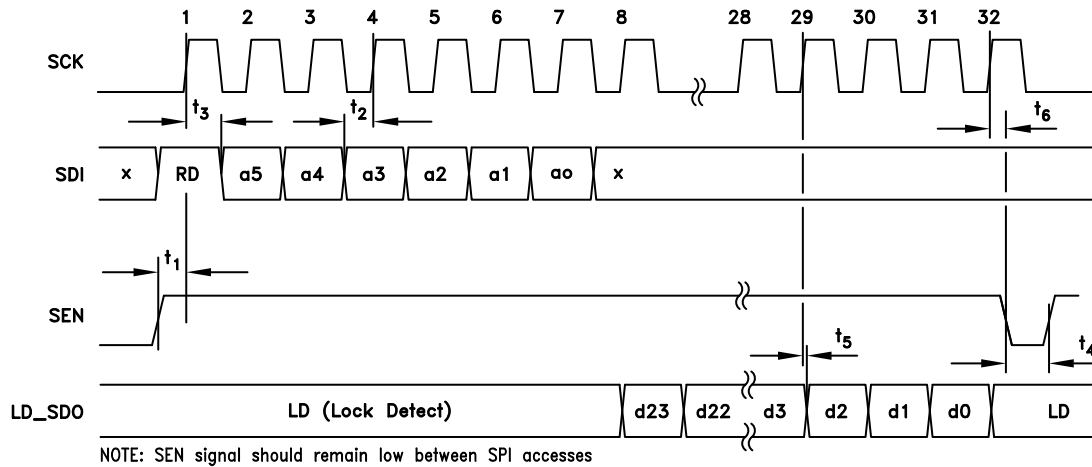 1 2 3 4 5 6 7 8 28 29 30 31 32
SCK
t3 t2 t6
SDI x RD a5 a4 a3 a2 a1 ao x
t1
SEN
t5 t4
LD_SDO LD (Lock Detect) d23 d22 d3 d2 d1 d0 LD
NOTE: SEN signal should remain low between SPI accesses